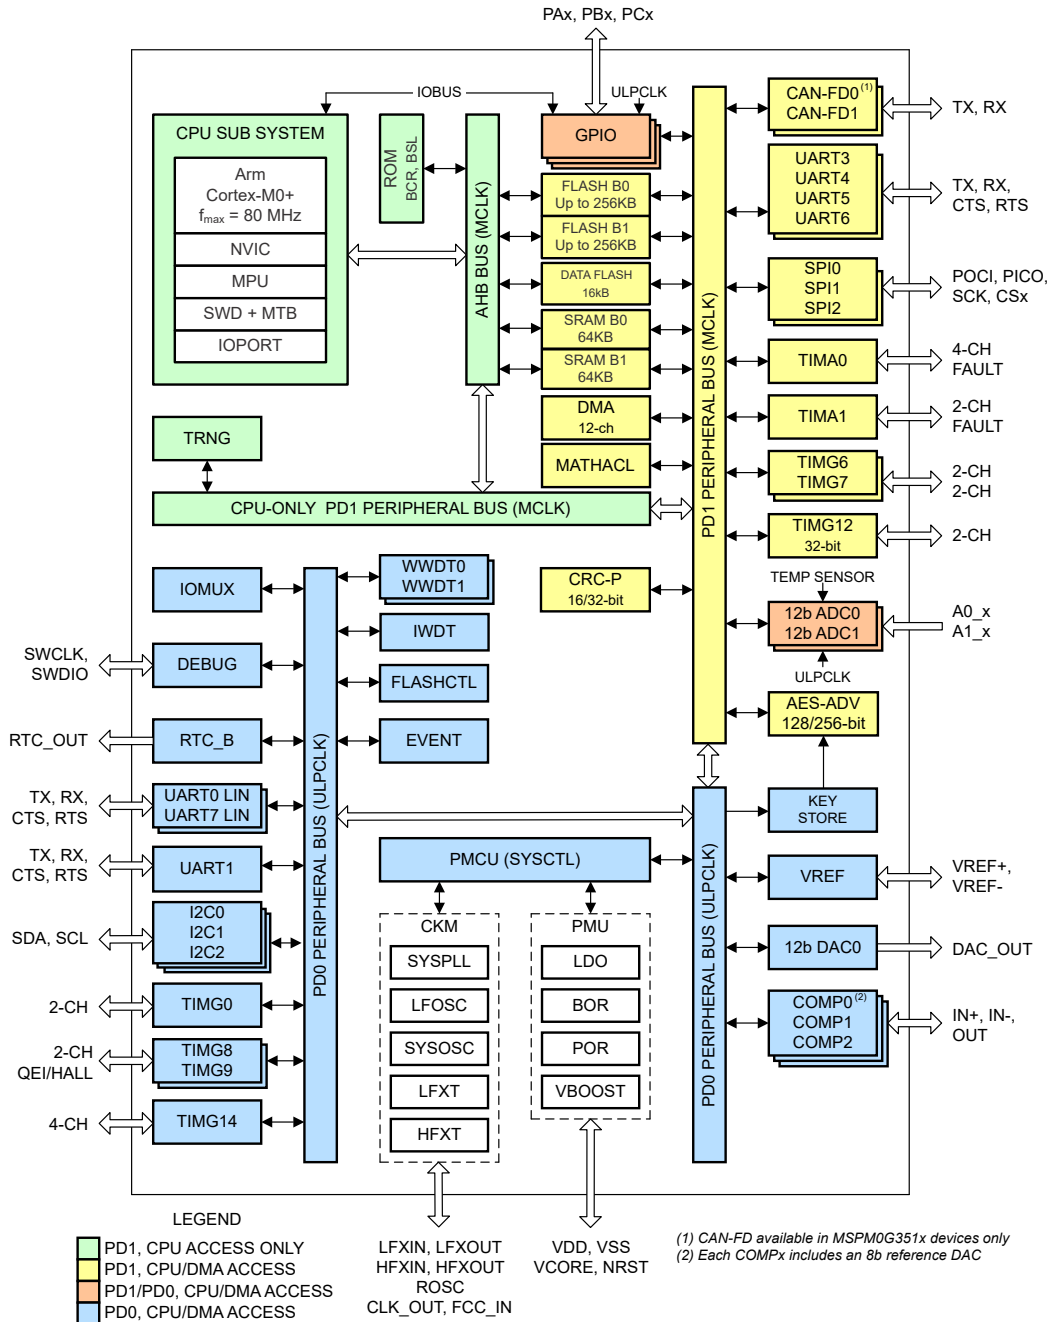 PAx, PBx, PCx
IOBUS
ULPCLK
CPU SUB SYSTEM
Arm
Cortex-M0+
fmax = 80 MHz
NVIC
MPU
SWD + MTB
IOPORT
ROM
BCR, BSL
AHB BUS (MCLK)
GPIO
FLASH B0
Up to 256KB
FLASH B1
Up to 256KB
DATA FLASH
16kB
SRAM B0
64KB
SRAM B1
64KB
DMA
12-ch
MATHACL
PD1 PERIPHERAL BUS (MCLK)
CAN-FD0 (1)
CAN-FD1
TX, RX
UART3
UART4
UART5
UART6
TX, RX,
CTS, RTS
SPI0
SPI1
SPI2
POCI, PICO,
SCK, CSx
TIMA0
4-CH
FAULT
TIMA1
2-CH
FAULT
TIMG6
TIMG7
2-CH
2-CH
TIMG12
32-bit
2-CH
TRNG
CPU-ONLY PD1 PERIPHERAL BUS (MCLK)
CRC-P
16/32-bit
TEMP SENSOR
12b ADC0
12b ADC1
A0_x
A1_x
ULPCLK
AES-ADV
128/256-bit
KEY
STORE
IOMUX
SWCLK,
SWDIO
DEBUG
RTC_OUT
RTC_B
TX, RX,
CTS, RTS
UART0 LIN
UART7 LIN
TX, RX,
CTS, RTS
UART1
SDA, SCL
I2C0
I2C1
I2C2
2-CH
TIMG0
2-CH
QEI/HALL
TIMG8
TIMG9
4-CH
TIMG14
PD0 PERIPHERAL BUS (ULPCLK)
WWDT0
WWDT1
IWDT
FLASHCTL
EVENT
PMCU (SYSCTL)
CKM
SYSPLL
LFOSC
SYSOSC
LFXT
HFXT
PMU
LDO
BOR
POR
VBOOST
PD0 PERIPHERAL BUS (ULPCLK)
VREF
VREF+,
VREF-
12b DAC0
DAC_OUT
COMP0 (2)
COMP1
COMP2
IN+, IN-,
OUT
LEGEND
PD1, CPU ACCESS ONLY
PD1, CPU/DMA ACCESS
PD1/PD0, CPU/DMA ACCESS
PD0, CPU/DMA ACCESS
LFXIN, LFXOUT
HFXIN, HFXOUT
ROSC
CLK_OUT, FCC_IN
VDD, VSS
VCORE, NRST
(1) CAN-FD available in MSPM0G351x devices only
(2) Each COMPx includes an 8b reference DAC